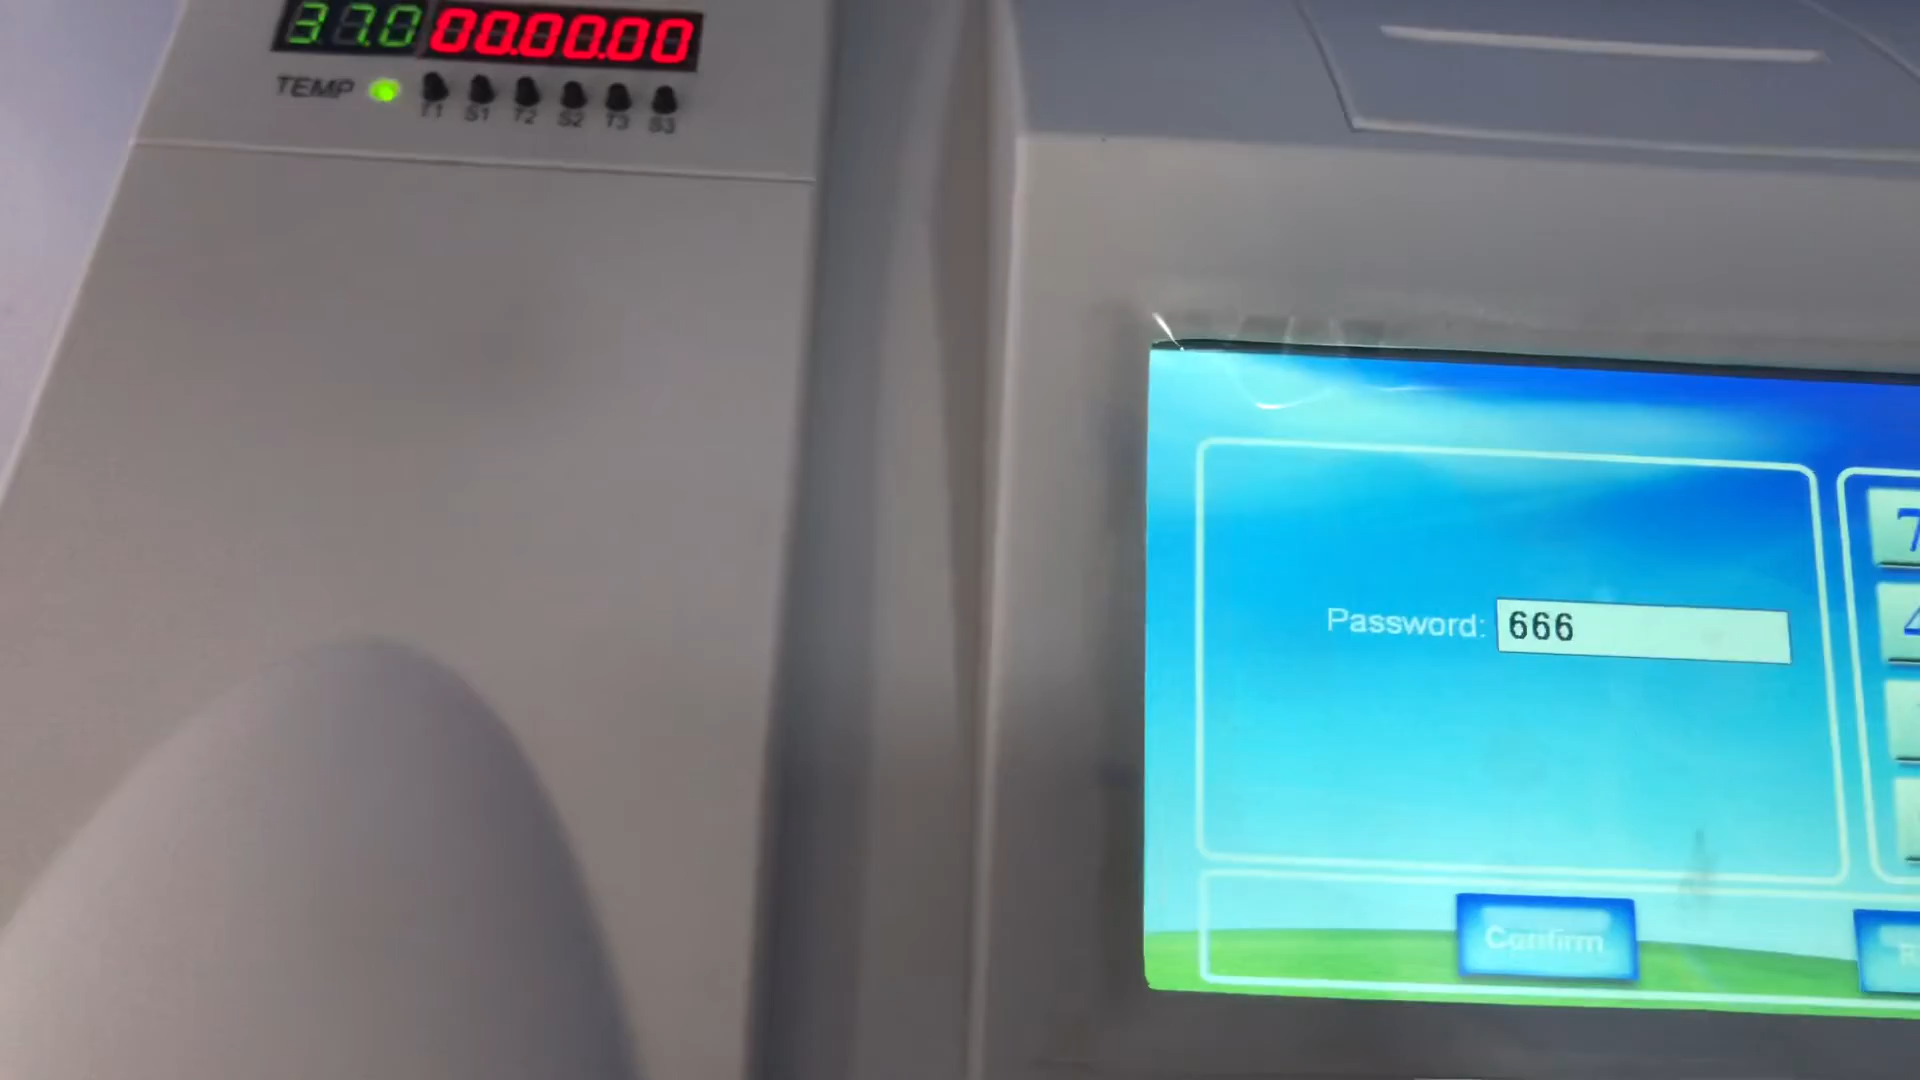 37.0 00.00.00
TEMP T1 S1 T2 S2 T3 S3
7
4
Password: 666
Confirm R